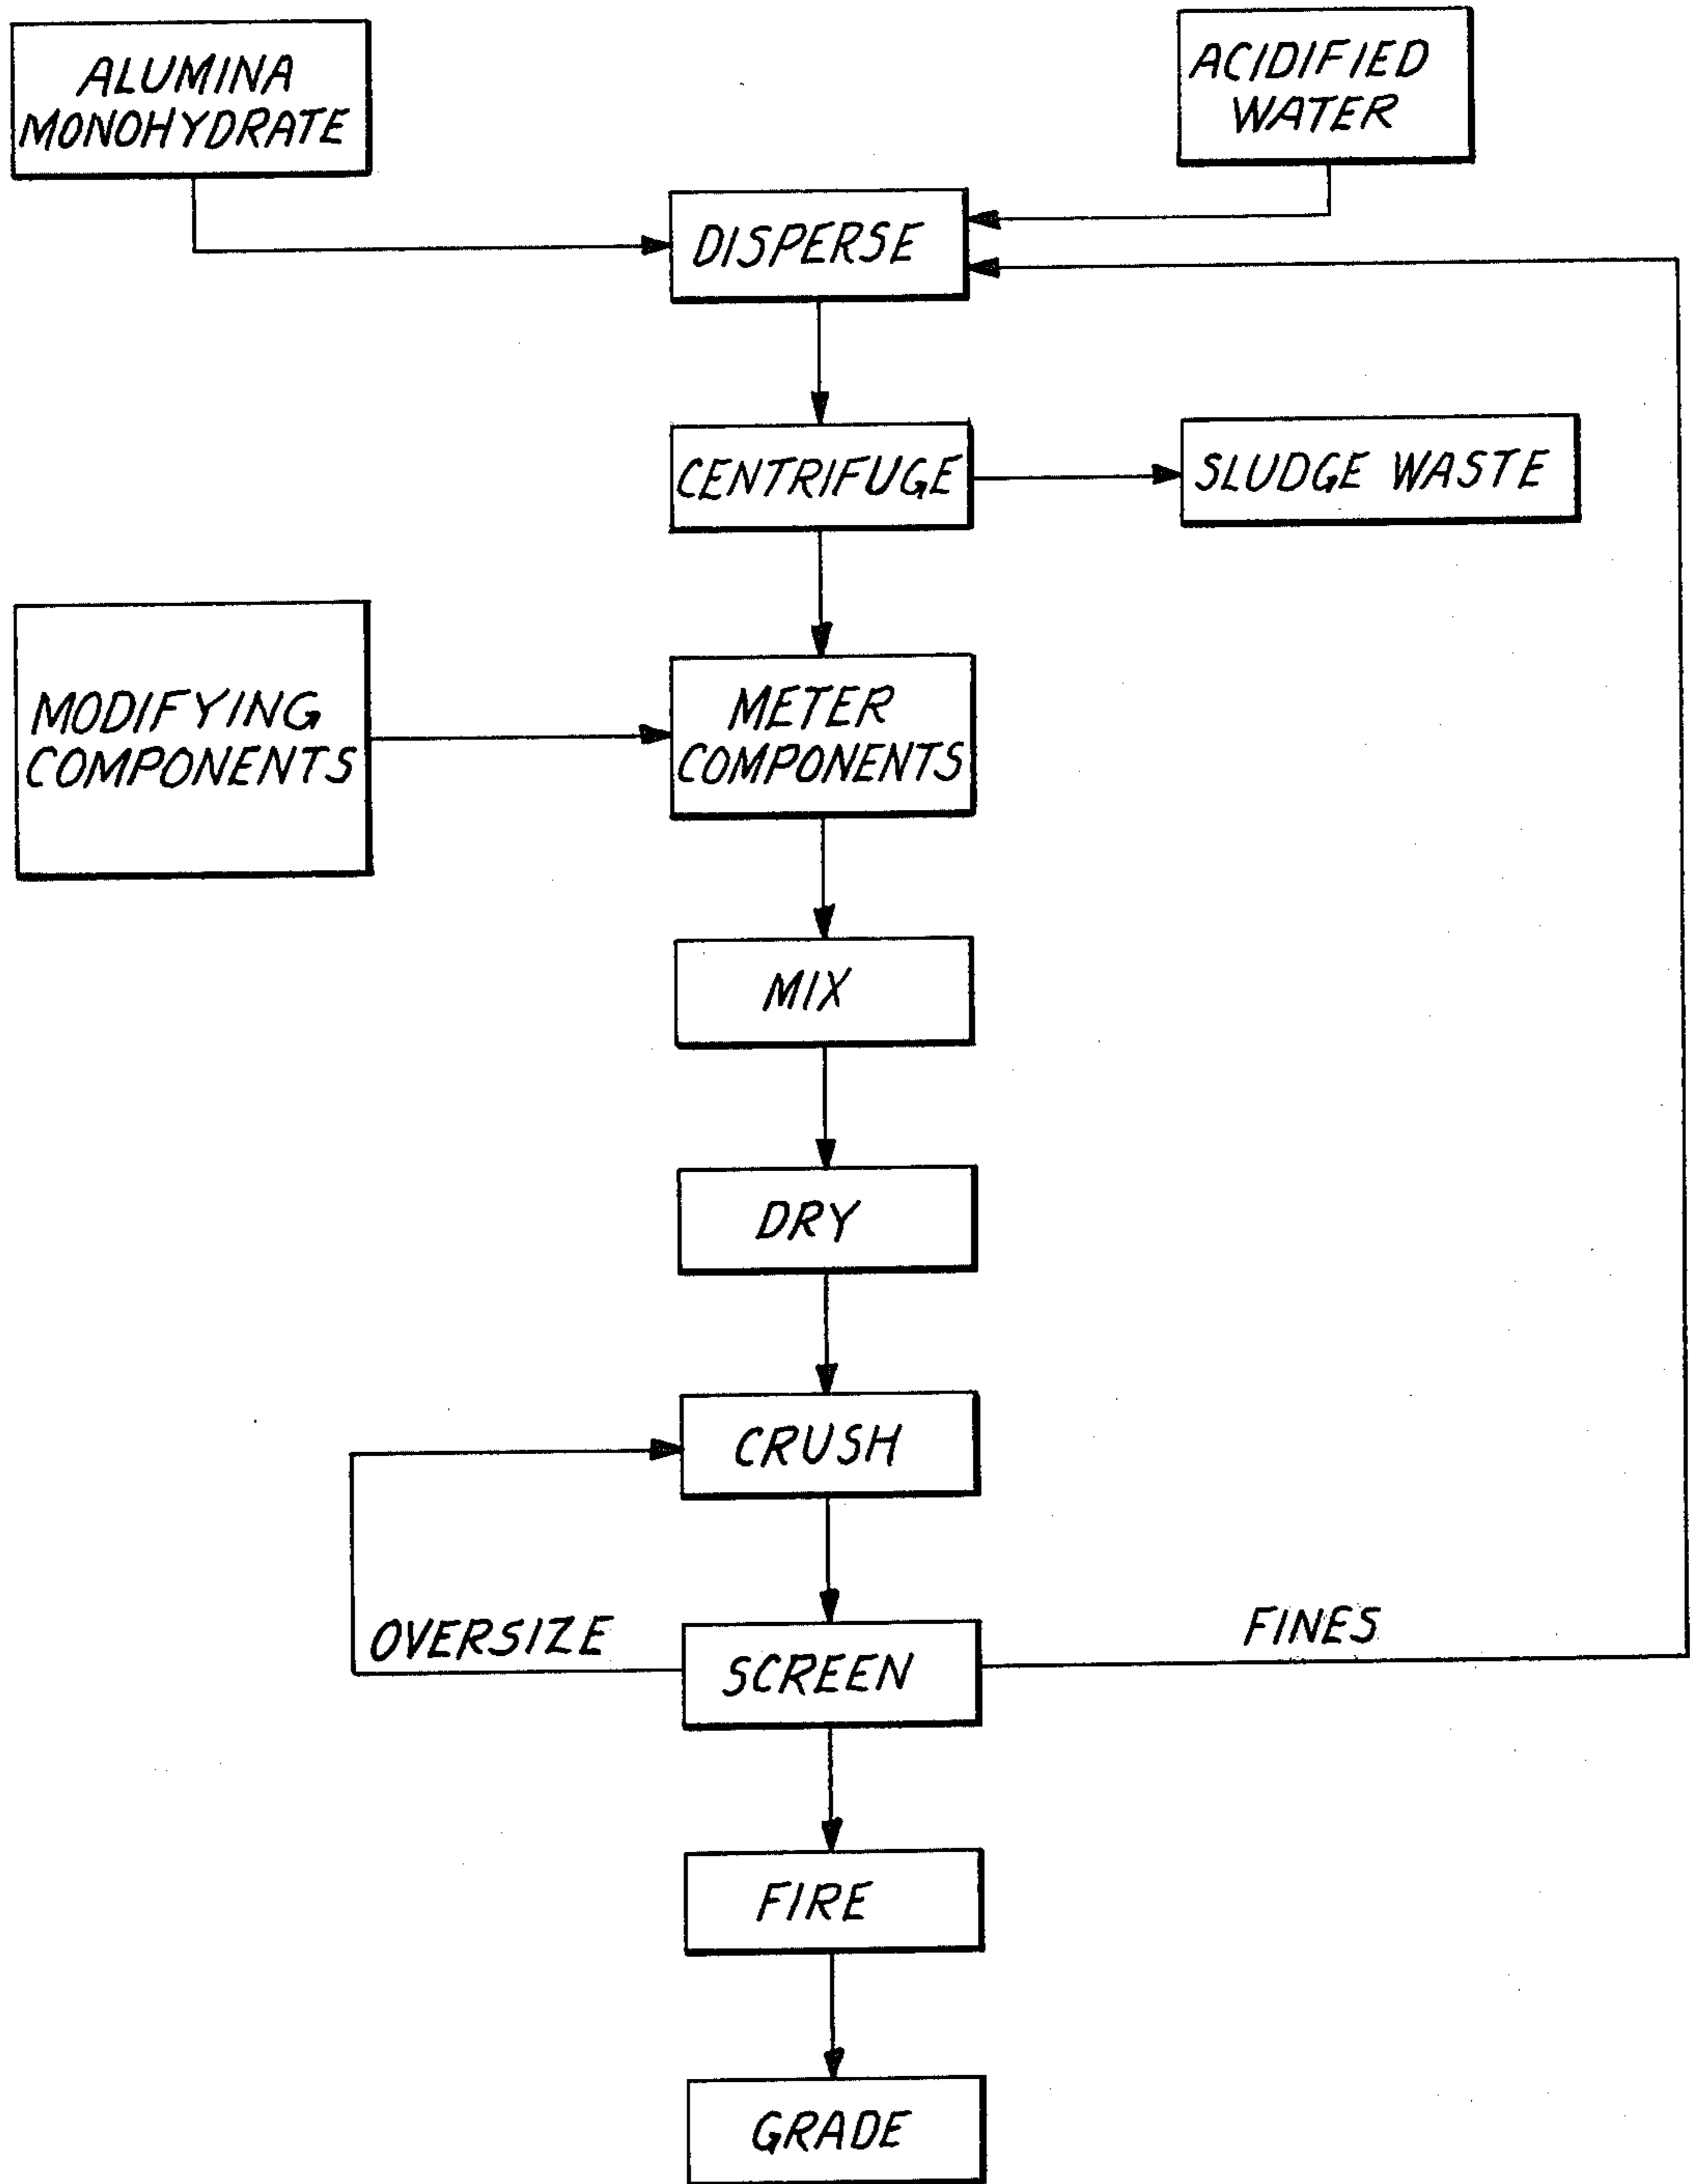 ALUMINA
MONOHYDRATE
ACIDIFIED
WATER
DISPERSE
CENTRIFUGE
SLUDGE WASTE
MODIFYING
COMPONENTS
METER
COMPONENTS
MIX
DRY
CRUSH
OVERSIZE
SCREEN
FINES
FIRE
GRADE